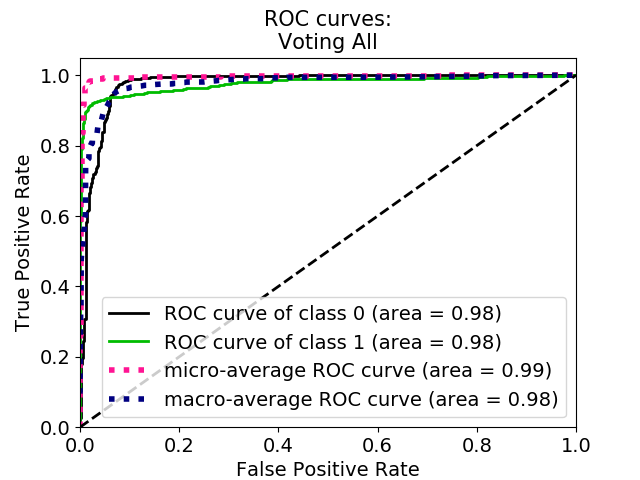 ROC curves:
Voting All
True Positive Rate
1.0
0.8
0.6
0.4
0.2
0.0
ROC curve of class 0 (area = 0.98)
ROC curve of class 1 (area = 0.98)
micro-average ROC curve (area = 0.99)
macro-average ROC curve (area = 0.98)
0.0 0.2 0.4 0.6 0.8 1.0
False Positive Rate